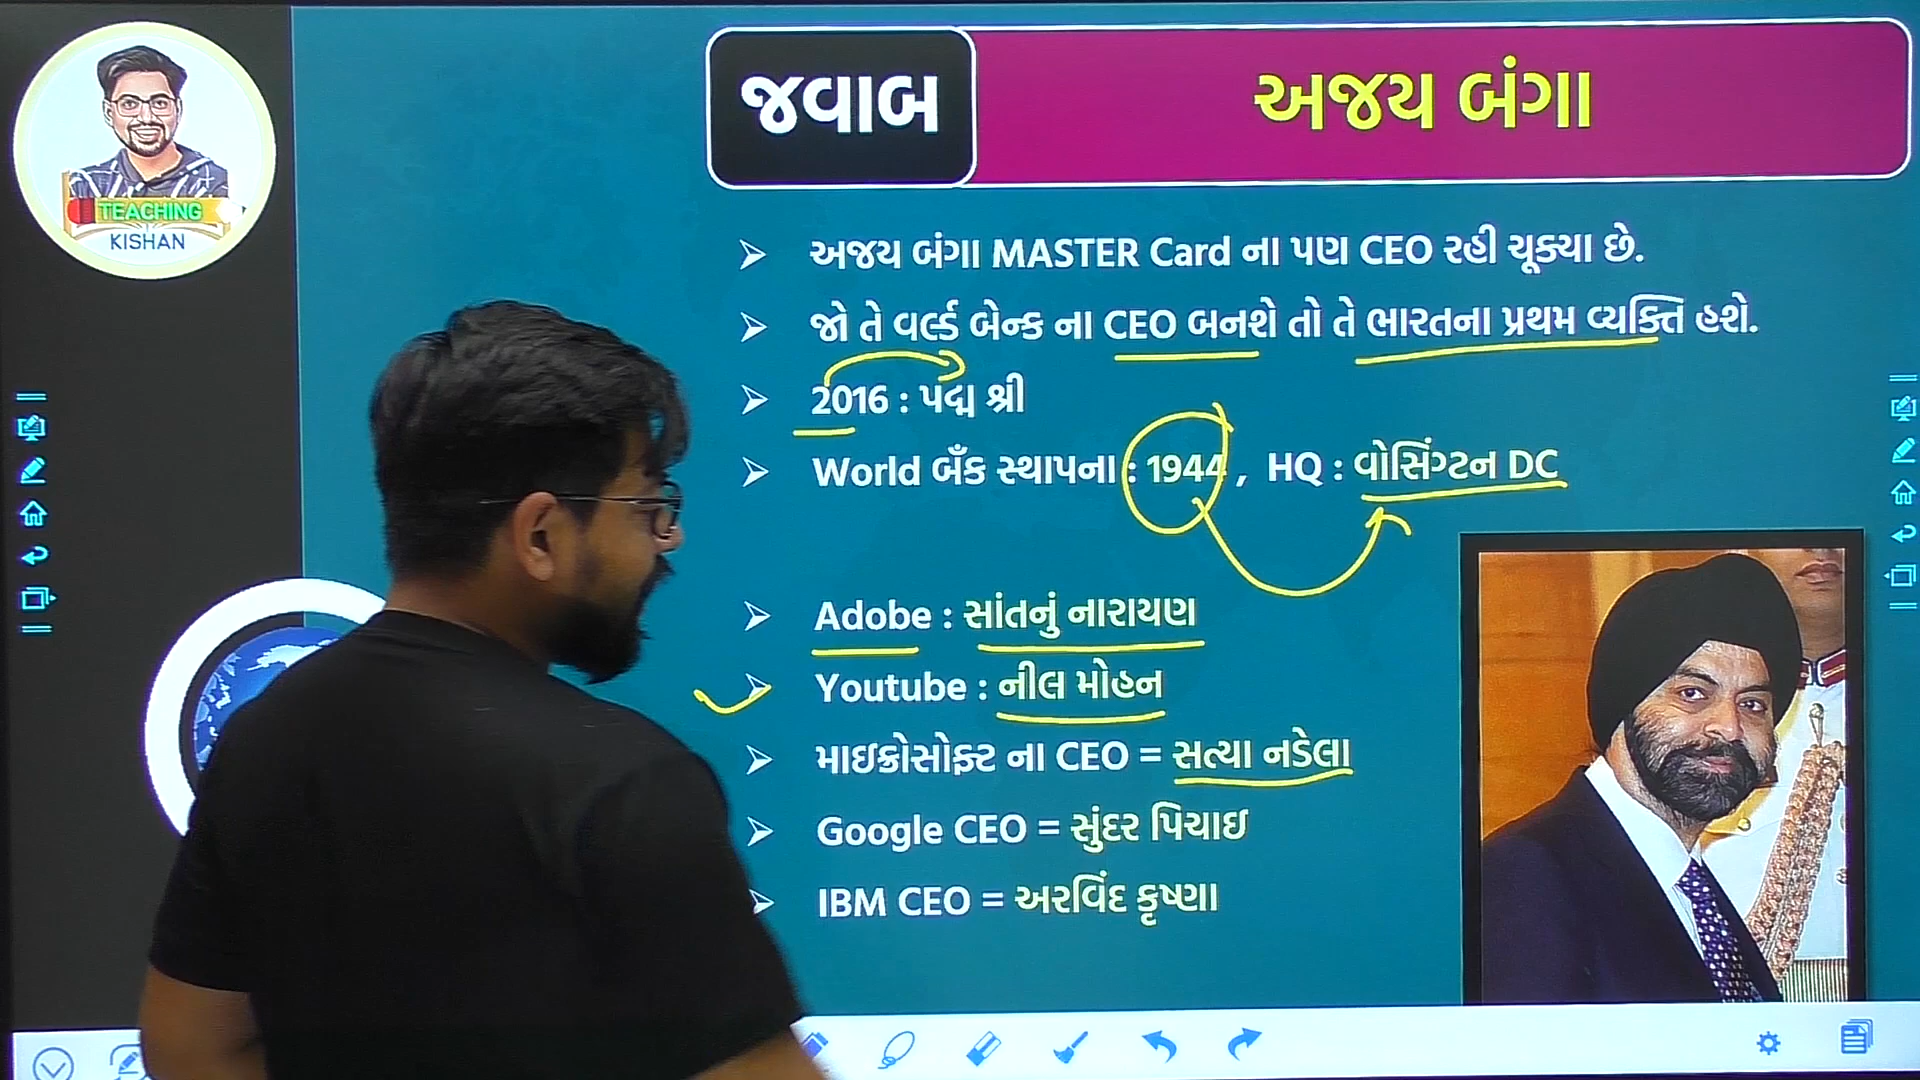 TEACHING
KISHAN
જવાબ
અજય બંગા
અજય બંગા MASTER Card ના પણ CEO રહી ચૂક્યા છે.
જો તે વર્લ્ડ બેન્ક ના CEO બનશે તો તે ભારતના પ્રથમ વ્યક્તિ હશે.
2016 : પદ્મ શ્રી
World બૅંક સ્થાપના : 1944 , HQ : વોસિંગ્ટન DC
Adobe : સાંતનું નારાયણ
Youtube : નીલ મોહન
માઇક્રોસોફ્ટ ના CEO = સત્યા નડેલા
Google CEO = સુંદર પિચાઇ
IBM CEO = અરવિંદ કૃષ્ણા